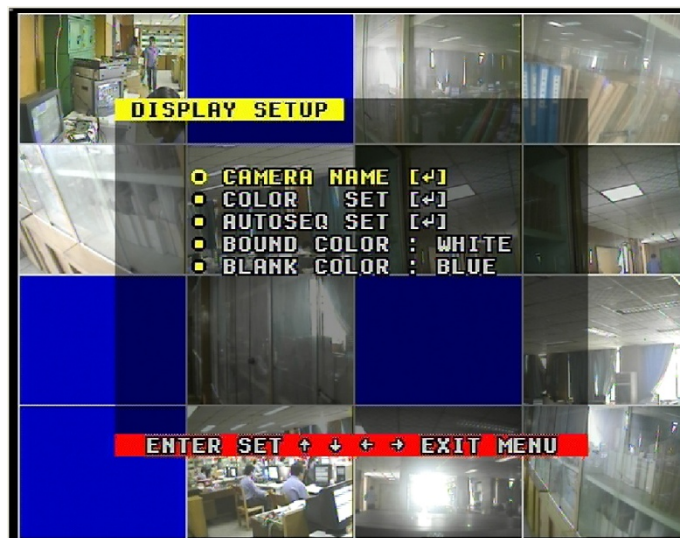 DISPLAY SETUP
CAMERA NAME [↵]
COLOR SET [↵]
AUTOSEQ SET [↵]
BOUND COLOR : WHITE
BLANK COLOR : BLUE
ENTER SET ↑ ↓ ← → EXIT MENU